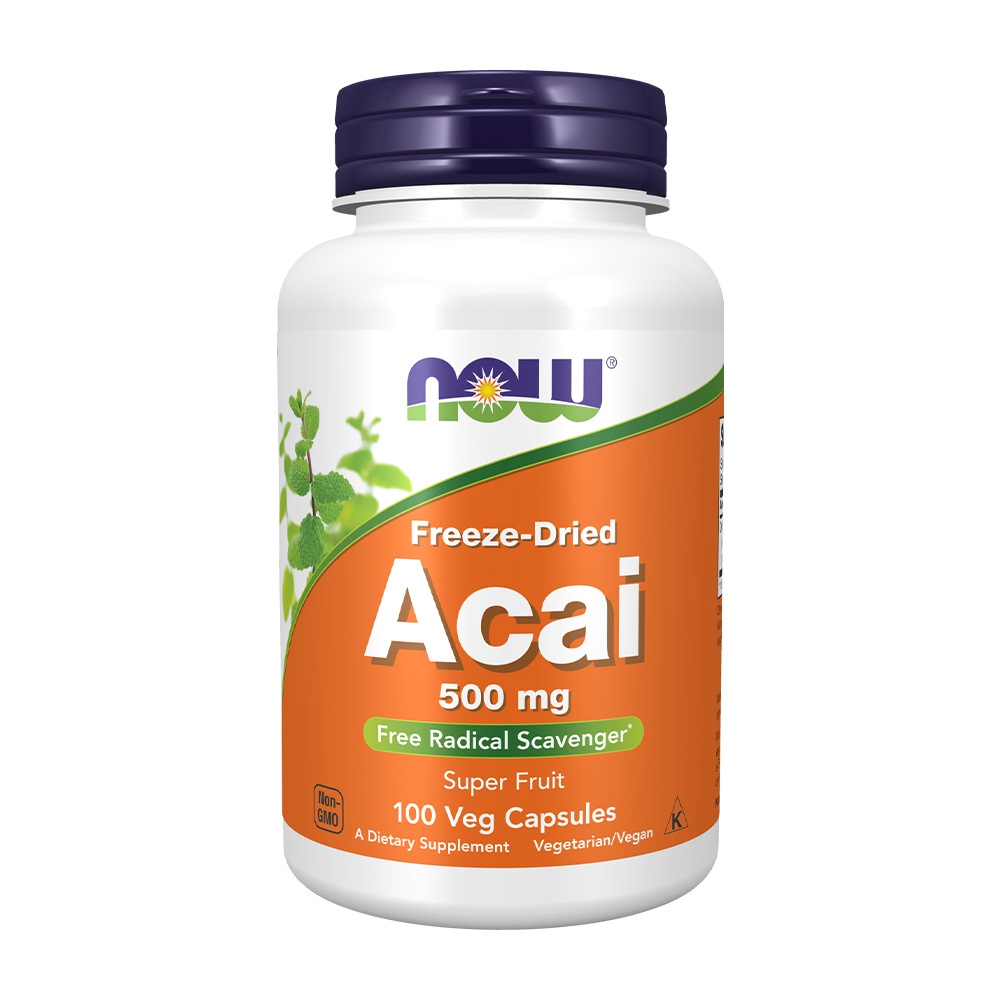 now®
Freeze-Dried
Acai
500 mg
Free Radical Scavenger*
Super Fruit
100 Veg Capsules
Non-
GMO
K
A Dietary Supplement Vegetarian/Vegan